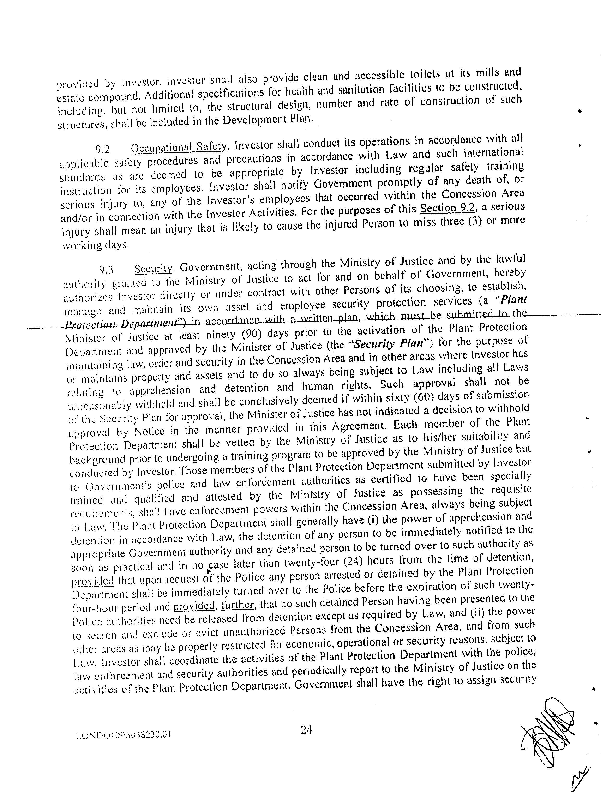 provided by Investor. Investor shall also provide clean and accessible toilets at its mills and
estate compound. Additional specifications for health and sanitation facilities to be constructed,
including, but not limited to, the structural design, number and rate of construction of such
structures, shall be included in the Development Plan.
9.2 Occupational Safety. Investor shall conduct its operations in accordance with all
applicable safety procedures and precautions in accordance with Law and such international
standards as are deemed to be appropriate by Investor including regular safety training
instruction for its employees. Investor shall notify Government promptly of any death of, or
serious injury to, any of the Investor's employees that occurred within the Concession Area
and/or in connection with the Investor Activities. For the purposes of this Section 9.2, a serious
injury shall mean an injury that is likely to cause the injured Person to miss three (3) or more
working days.
9.3 Security. Government, acting through the Ministry of Justice and by the lawful
authority granted to the Ministry of Justice to act for and on behalf of Government, hereby
authorizes Investor directly or under contract with other Persons of its choosing, to establish,
manage and maintain its own asset and employee security protection services (a "Plant
Protection Department") in accordance with a written plan, which must be submitted to the
Minister of Justice at least ninety (90) days prior to the activation of the Plant Protection
Department and approved by the Minister of Justice (the "Security Plan"), for the purpose of
maintaining law, order and security in the Concession Area and in other areas where Investor has
or maintains property and assets and to do so always being subject to Law including all Laws
relating to apprehension and detention and human rights. Such approval shall not be
unreasonably withheld and shall be conclusively deemed if within sixty (60) days of submission
of the Security Plan for approval, the Minister of Justice has not indicated a decision to withhold
approval by Notice in the manner provided in this Agreement. Each member of the Plant
Protection Department shall be vetted by the Ministry of Justice as to his/her suitability and
background prior to undergoing a training program to be approved by the Ministry of Justice but
conducted by Investor. Those members of the Plant Protection Department submitted by Investor
to Government's police and law enforcement authorities as certified to have been specially
trained and qualified and attested by the Ministry of Justice as possessing the requisite
requirements, shall have enforcement powers within the Concession Area, always being subject
to Law. The Plant Protection Department shall generally have (i) the power of apprehension and
detention in accordance with Law, the detention of any person to be immediately notified to the
appropriate Government authority and any detained person to be turned over to such authority as
soon as practical and in no case later than twenty-four (24) hours from the time of detention,
provided that upon request of the Police any person arrested or detained by the Plant Protection
Department shall be immediately turned over to the Police before the expiration of such twenty-
four-hour period and provided, further, that no such detained Person having been presented to the
Police authorities need be released from detention except as required by Law, and (ii) the power
to search and exclude or evict unauthorized Persons from the Concession Area, and from such
other areas as may be properly restricted for economic, operational or security reasons, subject to
Law. Investor shall coordinate the activities of the Plant Protection Department with the police,
law enforcement and security authorities and periodically report to the Ministry of Justice on the
activities of the Plant Protection Department. Government shall have the right to assign security
24